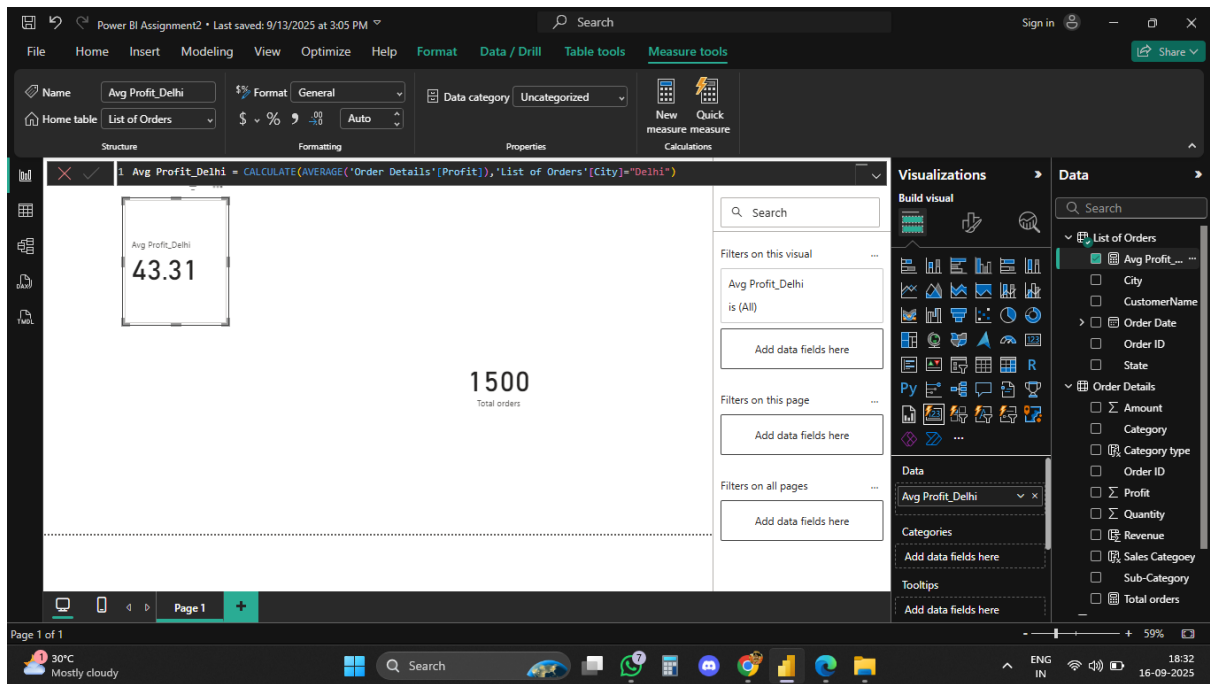 Power BI Assignment2 • Last saved: 9/13/2025 at 3:05 PM
Search
Sign in
File Home Insert Modeling View Optimize Help Format Data / Drill Table tools Measure tools
Share
Name Avg Profit_Delhi
Home table List of Orders
Structure
$% Format General
$ % 9 .00 Auto
Formatting
Data category Uncategorized
Properties
New measure
Quick measure
Calculations
1 Avg Profit_Delhi = CALCULATE(AVERAGE('Order Details'[Profit]),'List of Orders'[City]="Delhi")
Avg Profit_Delhi
43.31
1500
Total orders
Search
Filters on this visual ...
Avg Profit_Delhi
is (All)
Add data fields here
Filters on this page ...
Add data fields here
Filters on all pages ...
Add data fields here
Visualizations
Build visual
123
R
Py
...
Data
Avg Profit_Delhi
Categories
Add data fields here
Tooltips
Add data fields here
Data
Search
List of Orders
Avg Profit_... ...
City
CustomerName
Order Date
Order ID
State
Order Details
Amount
Category
Category type
Order ID
Profit
Quantity
Revenue
Sales Categoey
Sub-Category
Total orders
DAX
TMDL
Page 1
Page 1 of 1
- + 59%
1
30°C
Mostly cloudy
Search
7
ENG
IN
18:32
16-09-2025